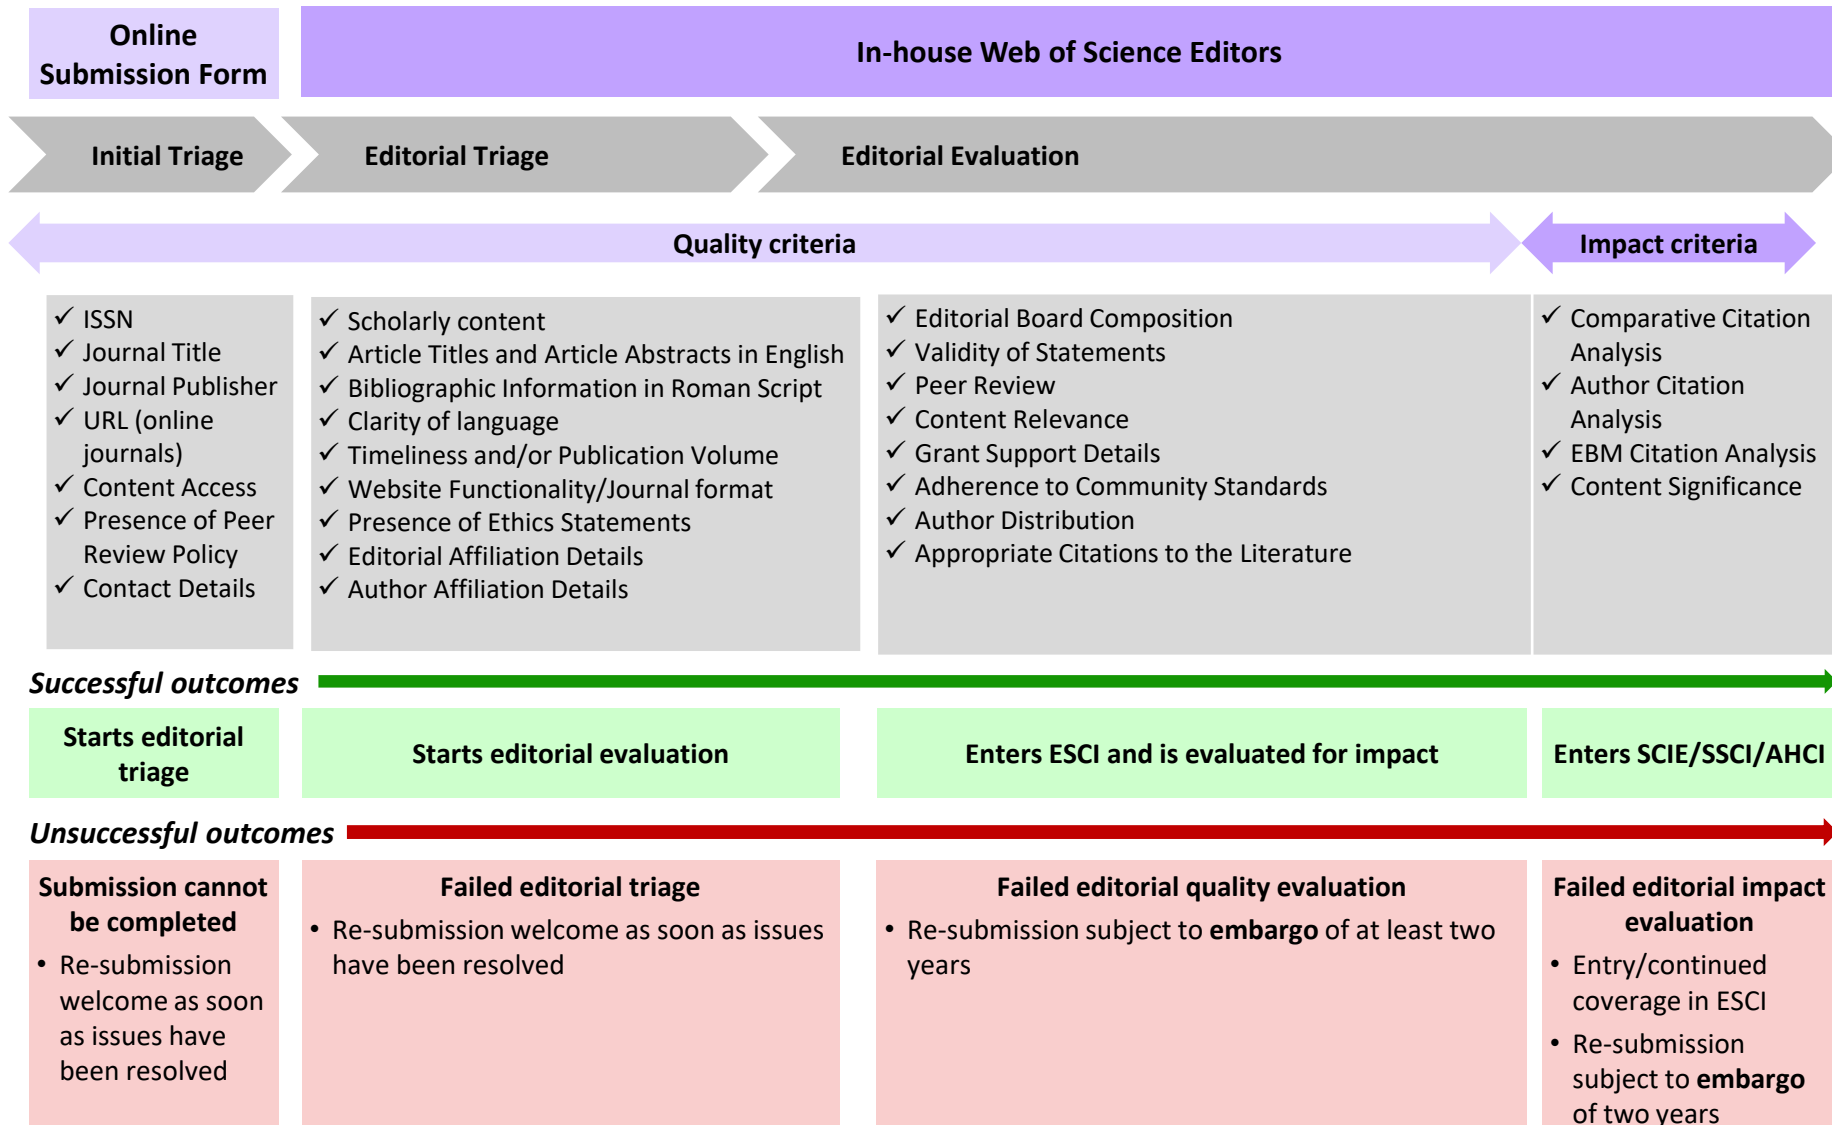 Online
Submission Form
In-house Web of Science Editors
Initial Triage
Editorial Triage
Editorial Evaluation
Quality criteria
Impact criteria
✓ ISSN
✓ Journal Title
✓ Journal Publisher
✓ URL (online
journals)
✓ Content Access
✓ Presence of Peer
Review Policy
✓ Contact Details
✓ Scholarly content
✓ Article Titles and Article Abstracts in English
✓ Bibliographic Information in Roman Script
✓ Clarity of language
✓ Timeliness and/or Publication Volume
✓ Website Functionality/Journal format
✓ Presence of Ethics Statements
✓ Editorial Affiliation Details
✓ Author Affiliation Details
✓ Editorial Board Composition
✓ Validity of Statements
✓ Peer Review
✓ Content Relevance
✓ Grant Support Details
✓ Adherence to Community Standards
✓ Author Distribution
✓ Appropriate Citations to the Literature
✓ Comparative Citation
Analysis
✓ Author Citation
Analysis
✓ EBM Citation Analysis
✓ Content Significance
Successful outcomes
Starts editorial
triage
Starts editorial evaluation
Enters ESCI and is evaluated for impact
Enters SCIE/SSCI/AHCI
Unsuccessful outcomes
Submission cannot
be completed
• Re-submission
welcome as soon
as issues have
been resolved
Failed editorial triage
• Re-submission welcome as soon as issues
have been resolved
Failed editorial quality evaluation
• Re-submission subject to embargo of at least two
years
Failed editorial impact
evaluation
• Entry/continued
coverage in ESCI
• Re-submission
subject to embargo
of two years